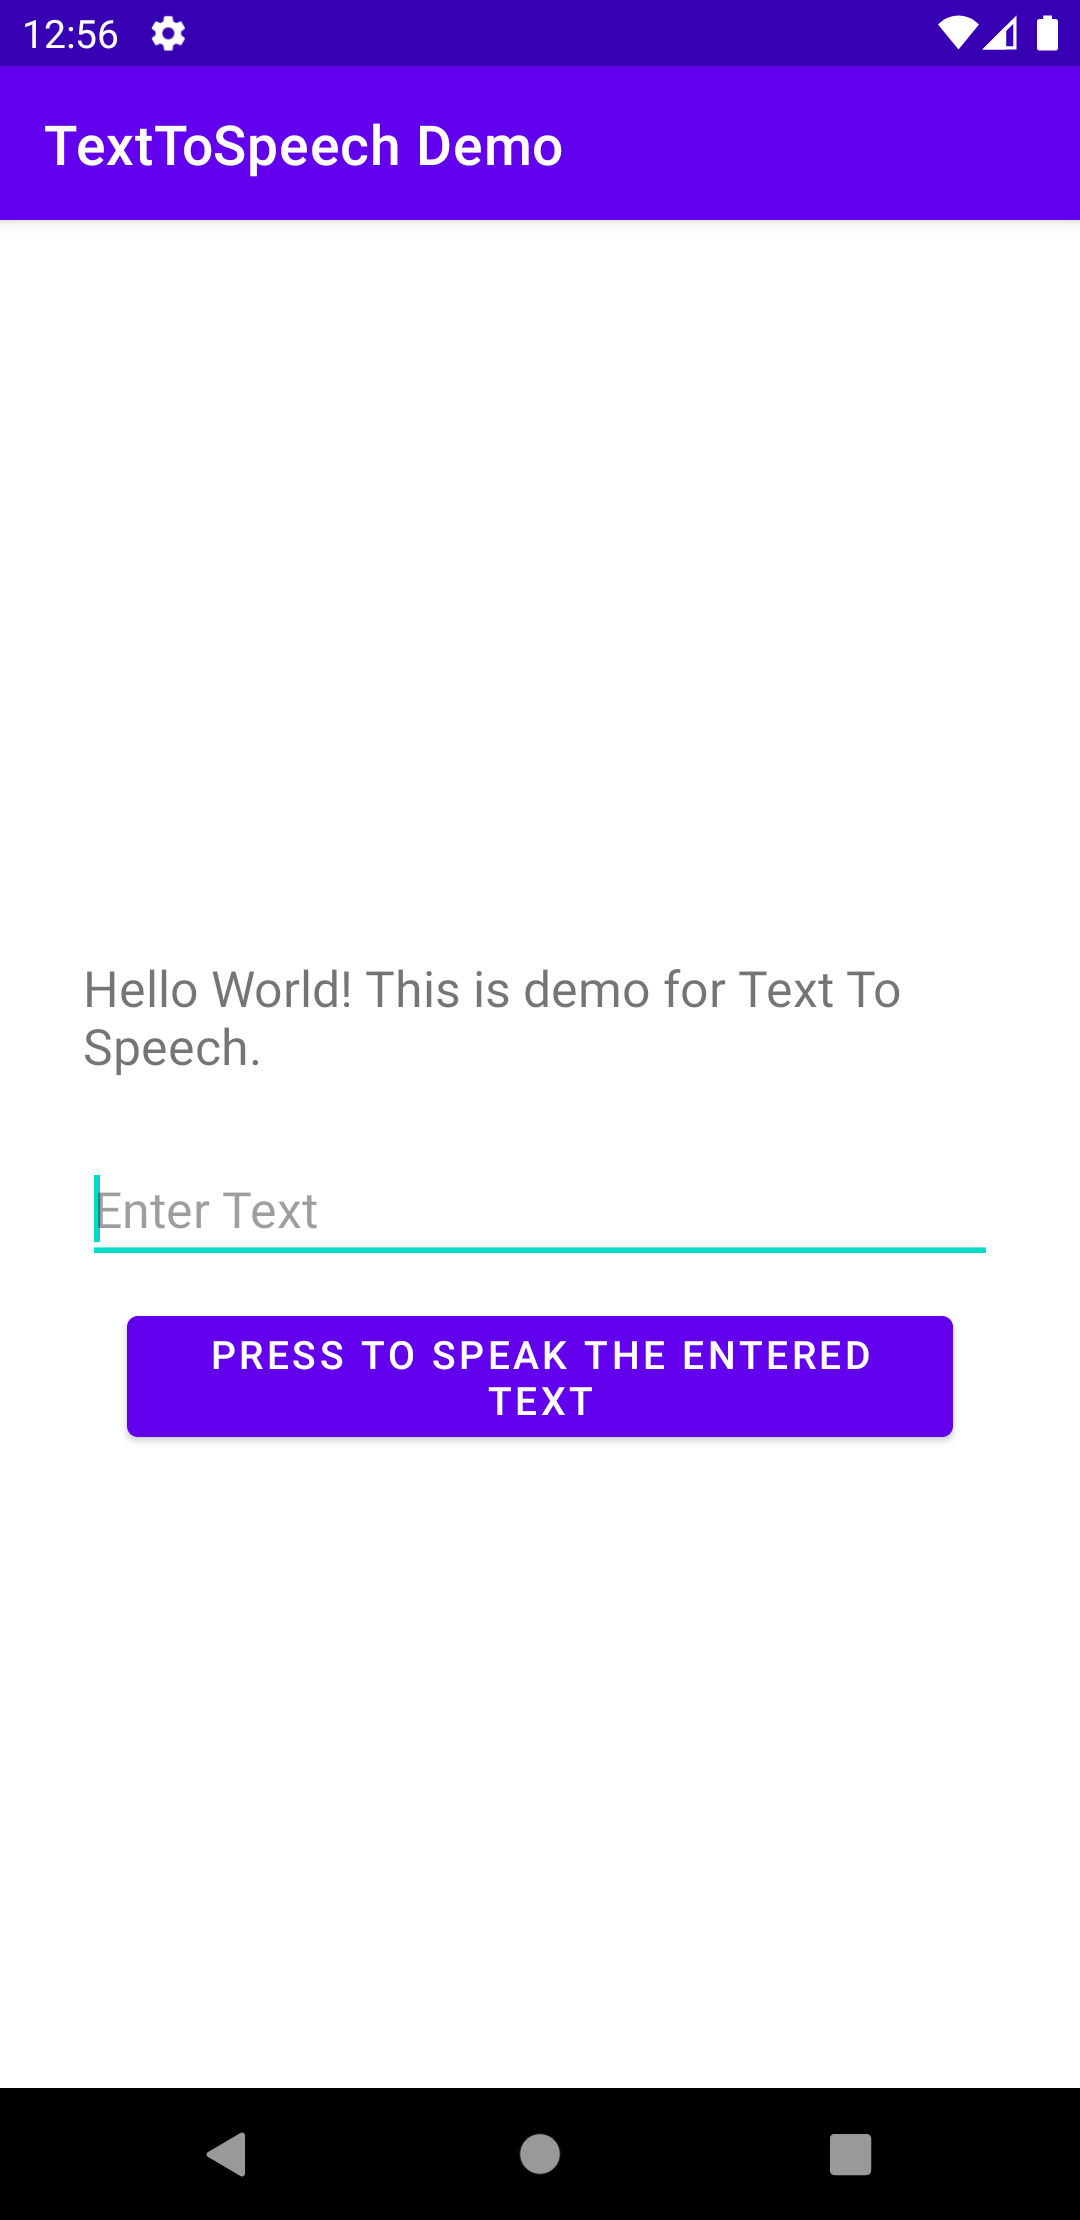 12:56
TextToSpeech Demo
Hello World! This is demo for Text To
Speech.
Enter Text
PRESS TO SPEAK THE ENTERED
TEXT